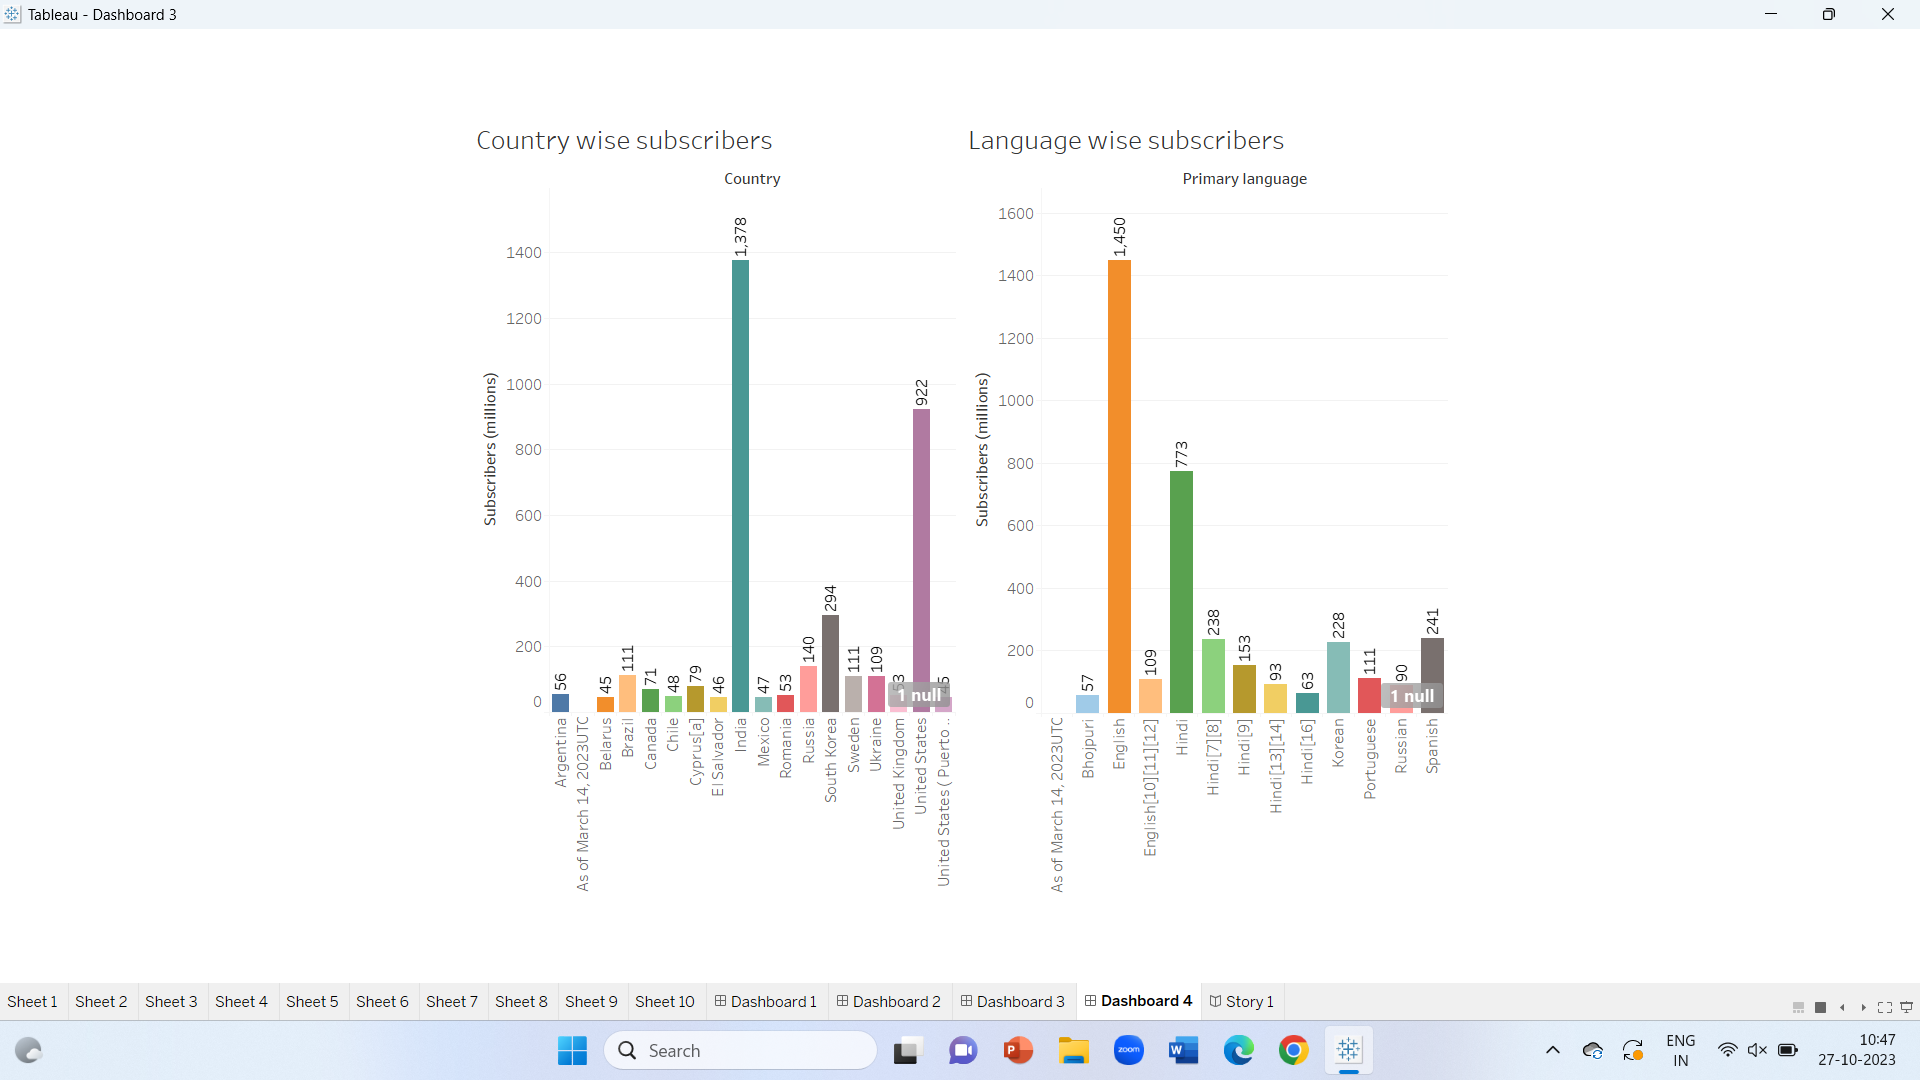 Tableau - Dashboard 3
Country wise subscribers
Country
Subscribers (millions)
1400
1200
1000
800
600
400
200
0
56
45
111
71
48
79
46
1,378
47
53
140
294
111
109
53
922
45
1 null
Argentina
As of March 14, 2023UTC
Belarus
Brazil
Canada
Chile
Cyprus[a]
El Salvador
India
Mexico
Romania
Russia
South Korea
Sweden
Ukraine
United Kingdom
United States
United States ( Puerto..
Language wise subscribers
Primary language
Subscribers (millions)
1600
1400
1200
1000
800
600
400
200
0
57
1,450
109
773
238
153
93
63
228
111
90
241
1 null
As of March 14, 2023UTC
Bhojpuri
English
English[10][11][12]
Hindi
Hindi[7][8]
Hindi[9]
Hindi[13][14]
Hindi[16]
Korean
Portuguese
Russian
Spanish
Sheet 1 Sheet 2 Sheet 3 Sheet 4 Sheet 5 Sheet 6 Sheet 7 Sheet 8 Sheet 9 Sheet 10 Dashboard 1 Dashboard 2 Dashboard 3 Dashboard 4 Story 1
Search
zoom
ENG
IN
10:47
27-10-2023